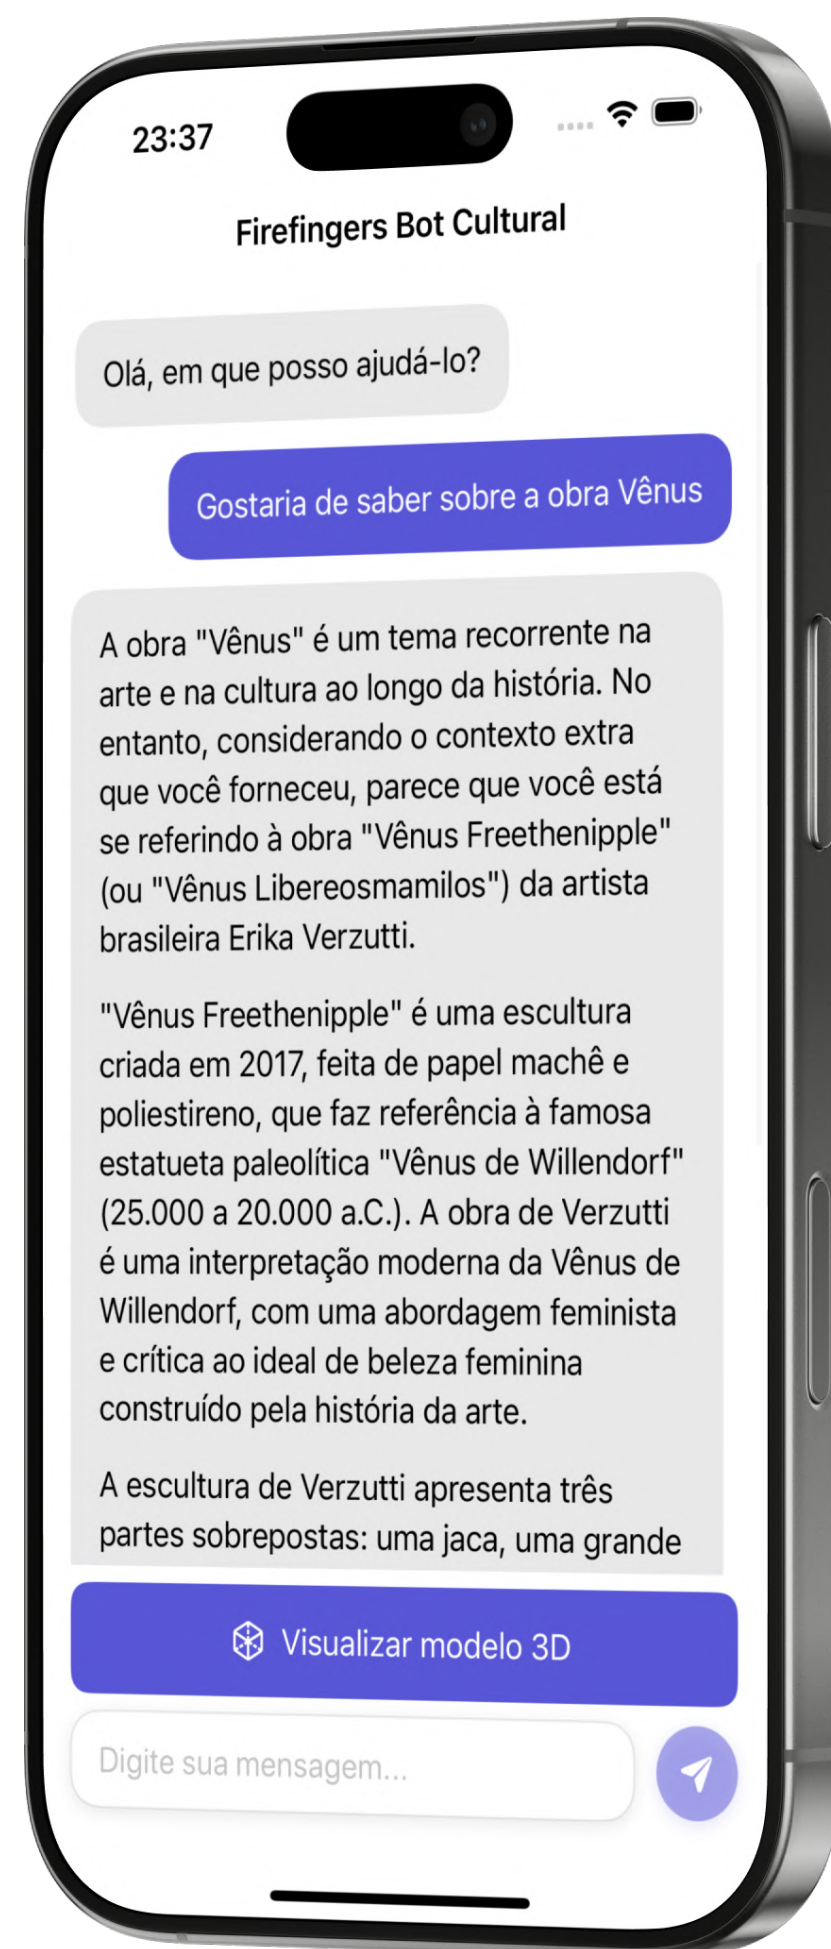 23:37
Firefingers Bot Cultural
Olá, em que posso ajudá-lo?
Gostaria de saber sobre a obra Vênus
A obra "Vênus" é um tema recorrente na
arte e na cultura ao longo da história. No
entanto, considerando o contexto extra
que você forneceu, parece que você está
se referindo à obra "Vênus Freethenipple"
(ou "Vênus Libereosmamilos") da artista
brasileira Erika Verzutti.
"Vênus Freethenipple" é uma escultura
criada em 2017, feita de papel machê e
poliestireno, que faz referência à famosa
estatueta paleolítica "Vênus de Willendorf"
(25.000 a 20.000 a.C.). A obra de Verzutti
é uma interpretação moderna da Vênus de
Willendorf, com uma abordagem feminista
e crítica ao ideal de beleza feminina
construído pela história da arte.
A escultura de Verzutti apresenta três
partes sobrepostas: uma jaca, uma grande
Visualizar modelo 3D
Digite sua mensagem...